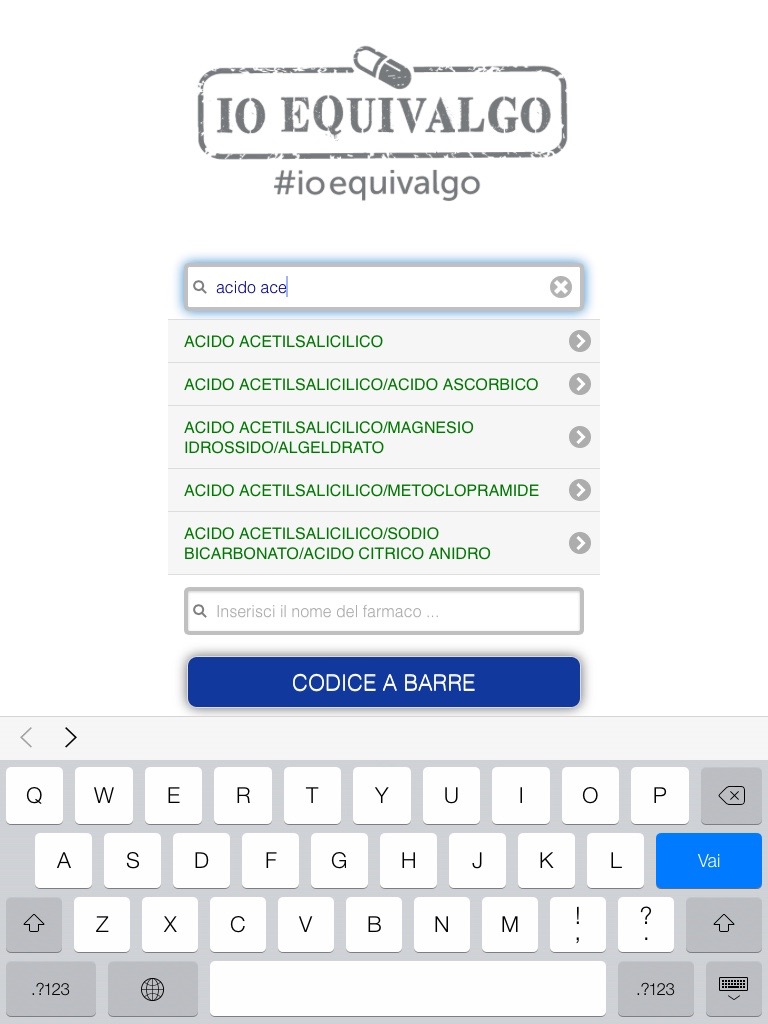 IO EQUIVALGO
#ioequivalgo
acido ace
ACIDO ACETILSALICILICO
ACIDO ACETILSALICILICO/ACIDO ASCORBICO
ACIDO ACETILSALICILICO/MAGNESIO
IDROSSIDO/ALGELDRATO
ACIDO ACETILSALICILICO/METOCLOPRAMIDE
ACIDO ACETILSALICILICO/SODIO
BICARBONATO/ACIDO CITRICO ANIDRO
Inserisci il nome del farmaco ...
CODICE A BARRE
Q W E R T Y U I O P
A S D F G H J K L Vai
Z X C V B N M ! , ? .
.?123 .?123